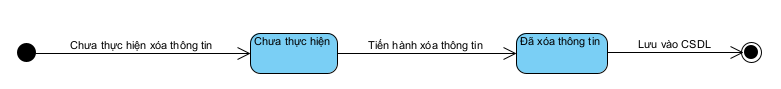 Chưa thực hiện xóa thông tin
Chưa thực hiện
Tiến hành xóa thông tin
Đã xóa thông tin
Lưu vào CSDL